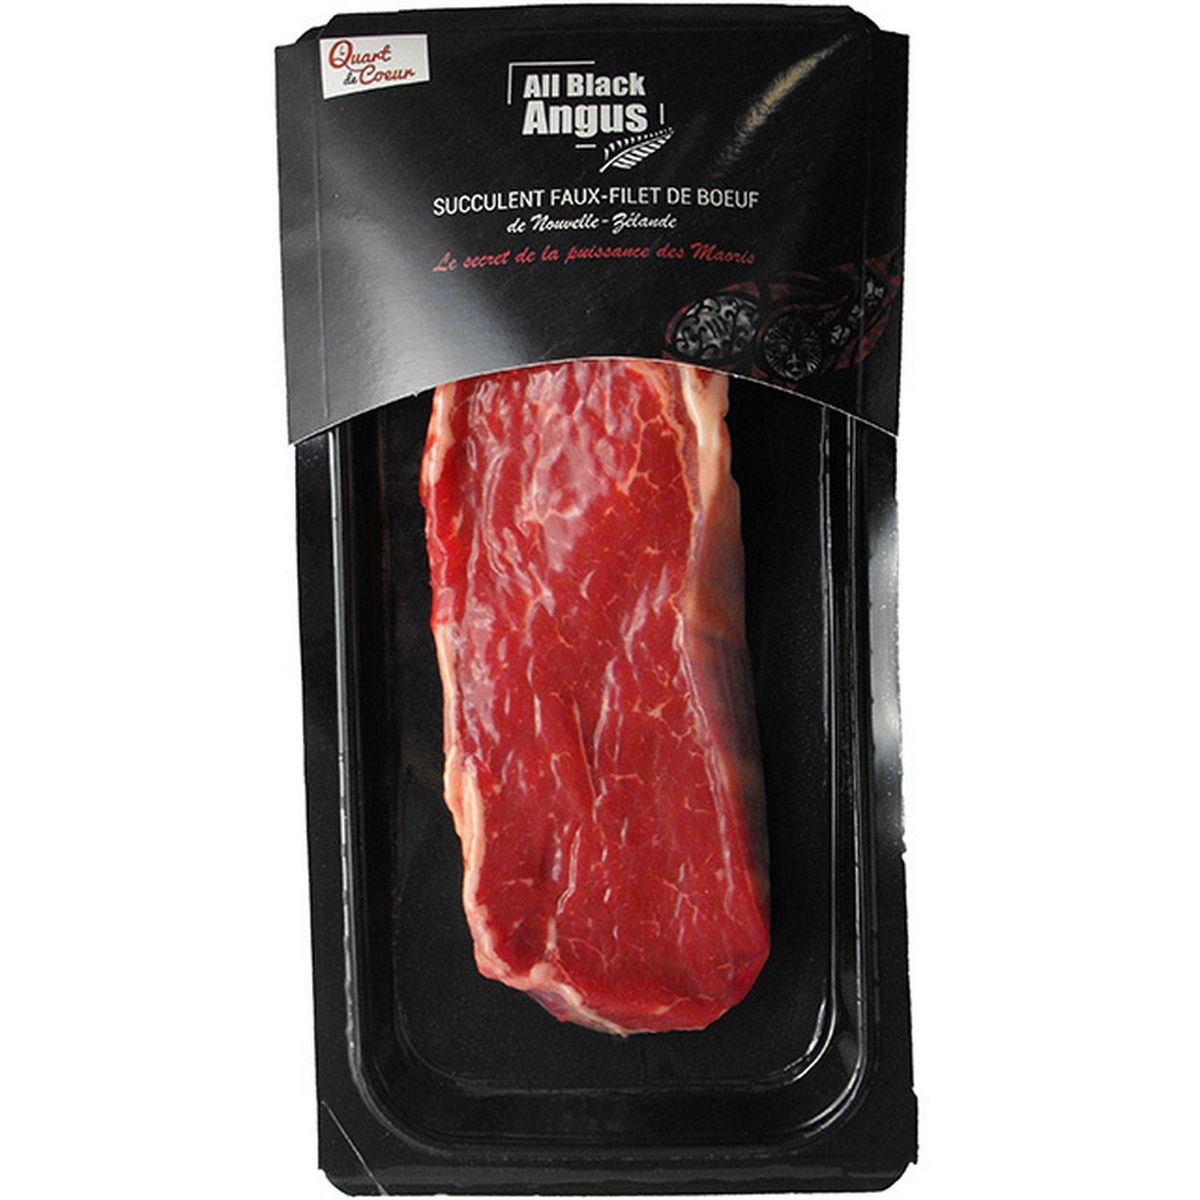 Quart
de Coeur
All Black
Angus
SUCCULENT FAUX-FILET DE BOEUF
de Nouvelle-Zélande
Le secret de la puissance des Maoris